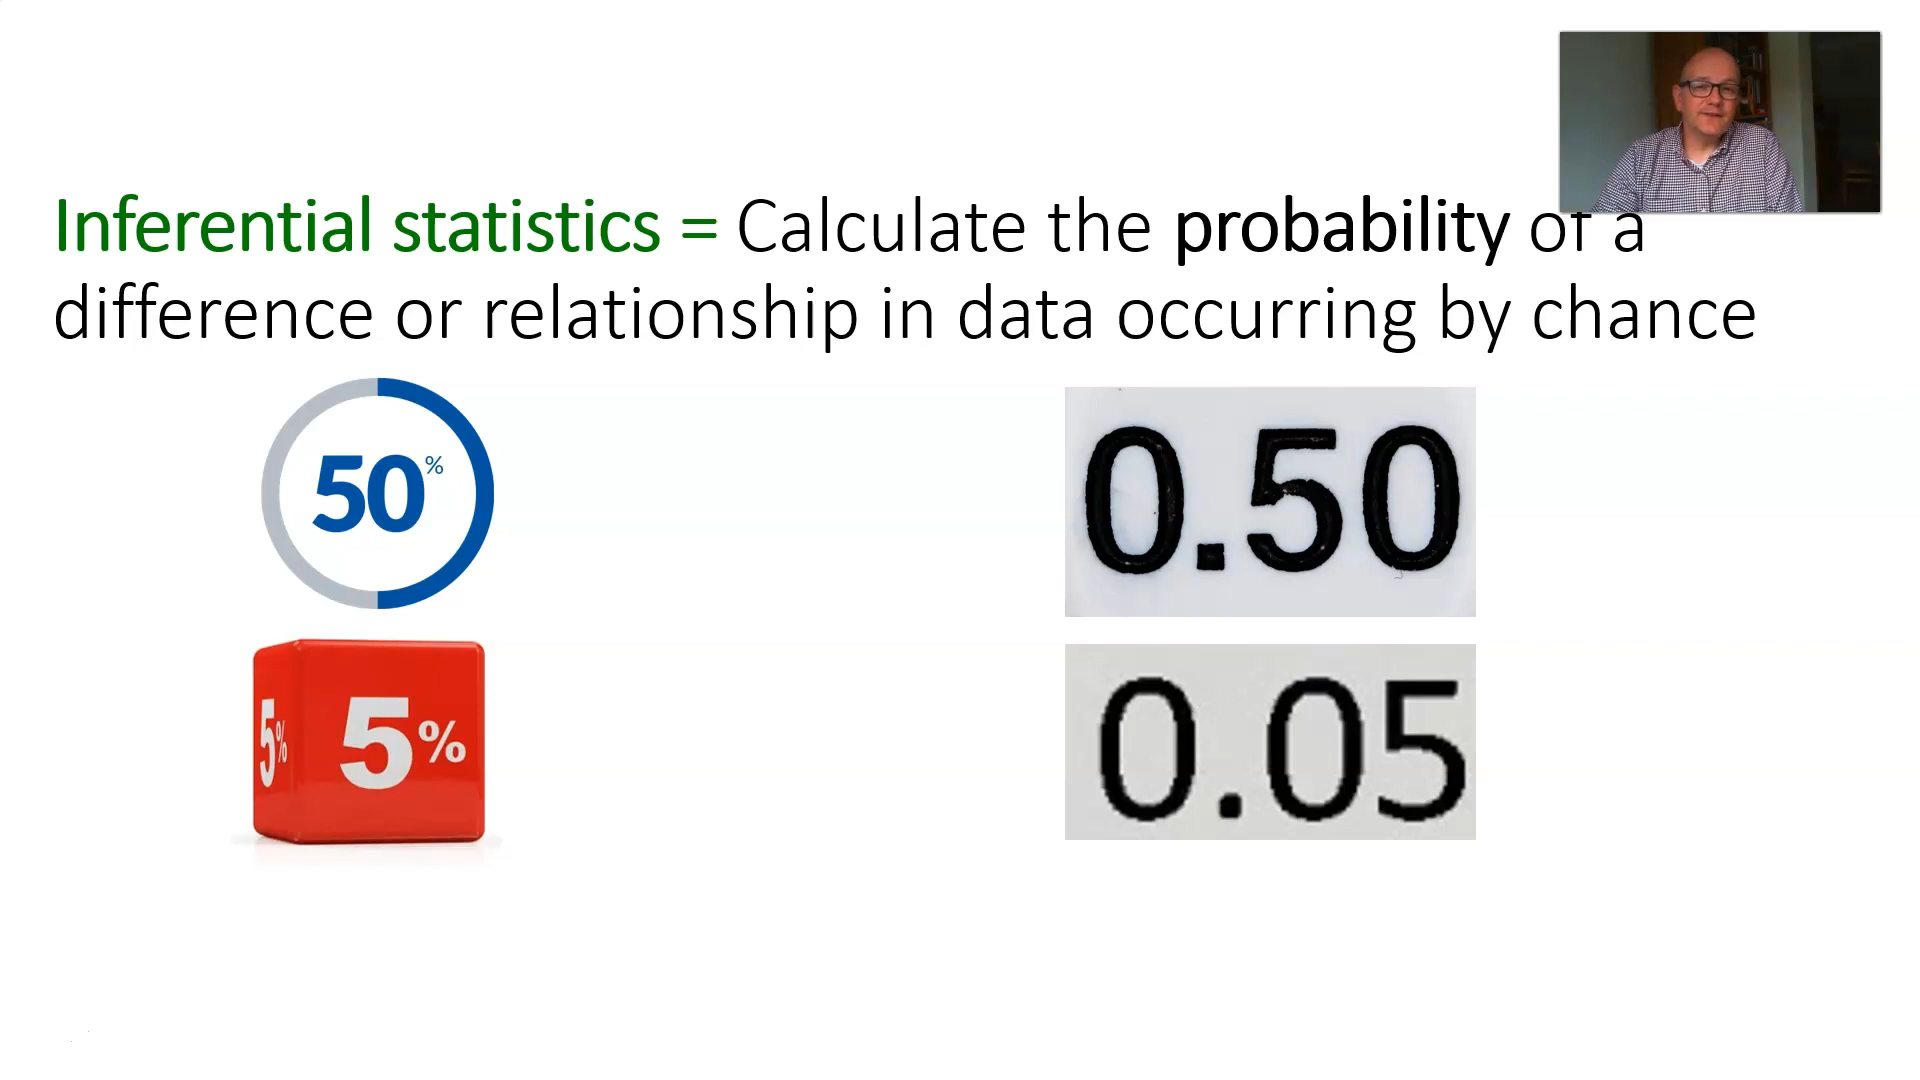 Inferential statistics = Calculate the probability of a
difference or relationship in data occurring by chance
50%
0.50
5% 5%
0.05